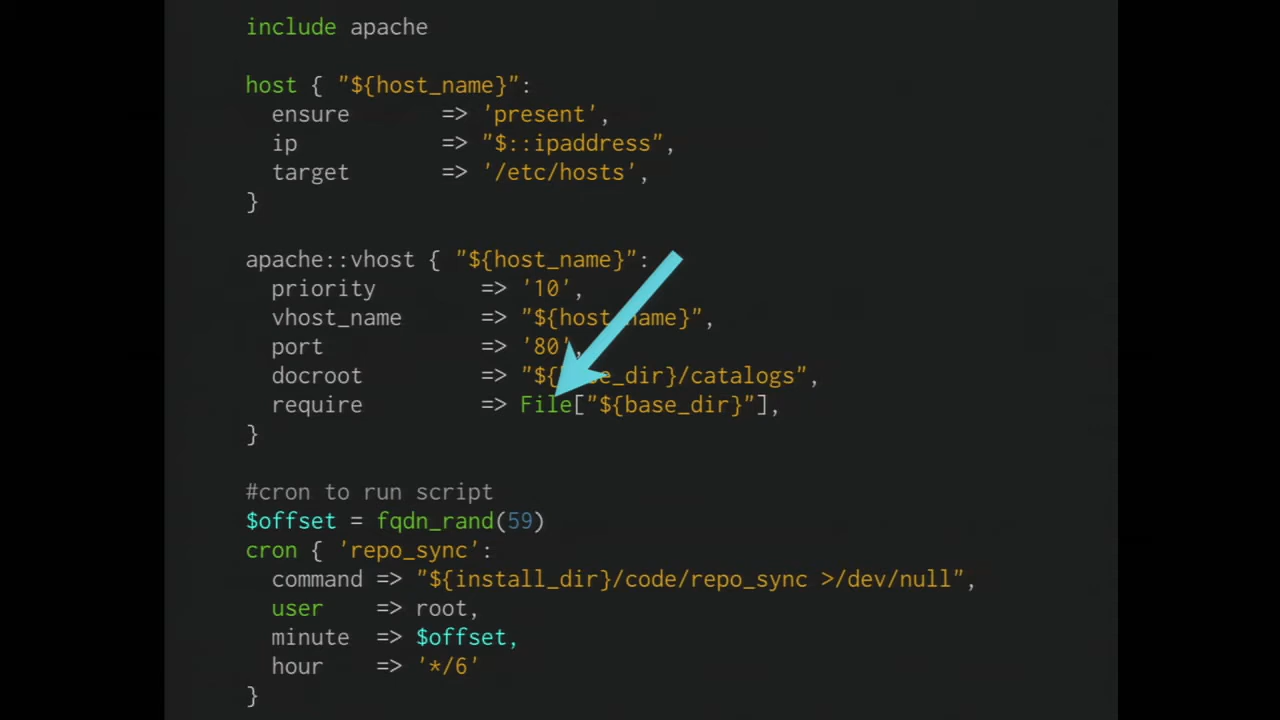 include apache
host { "${host_name}":
ensure => 'present',
ip => "$::ipaddress",
target => '/etc/hosts',
}
apache::vhost { "${host_name}":
priority => '10',
vhost_name => "${host_name}",
port => '80',
docroot => "${base_dir}/catalogs",
require => File["${base_dir}"],
}
#cron to run script
$offset = fqdn_rand(59)
cron { 'repo_sync':
command => "${install_dir}/code/repo_sync >/dev/null",
user => root,
minute => $offset,
hour => '*/6'
}